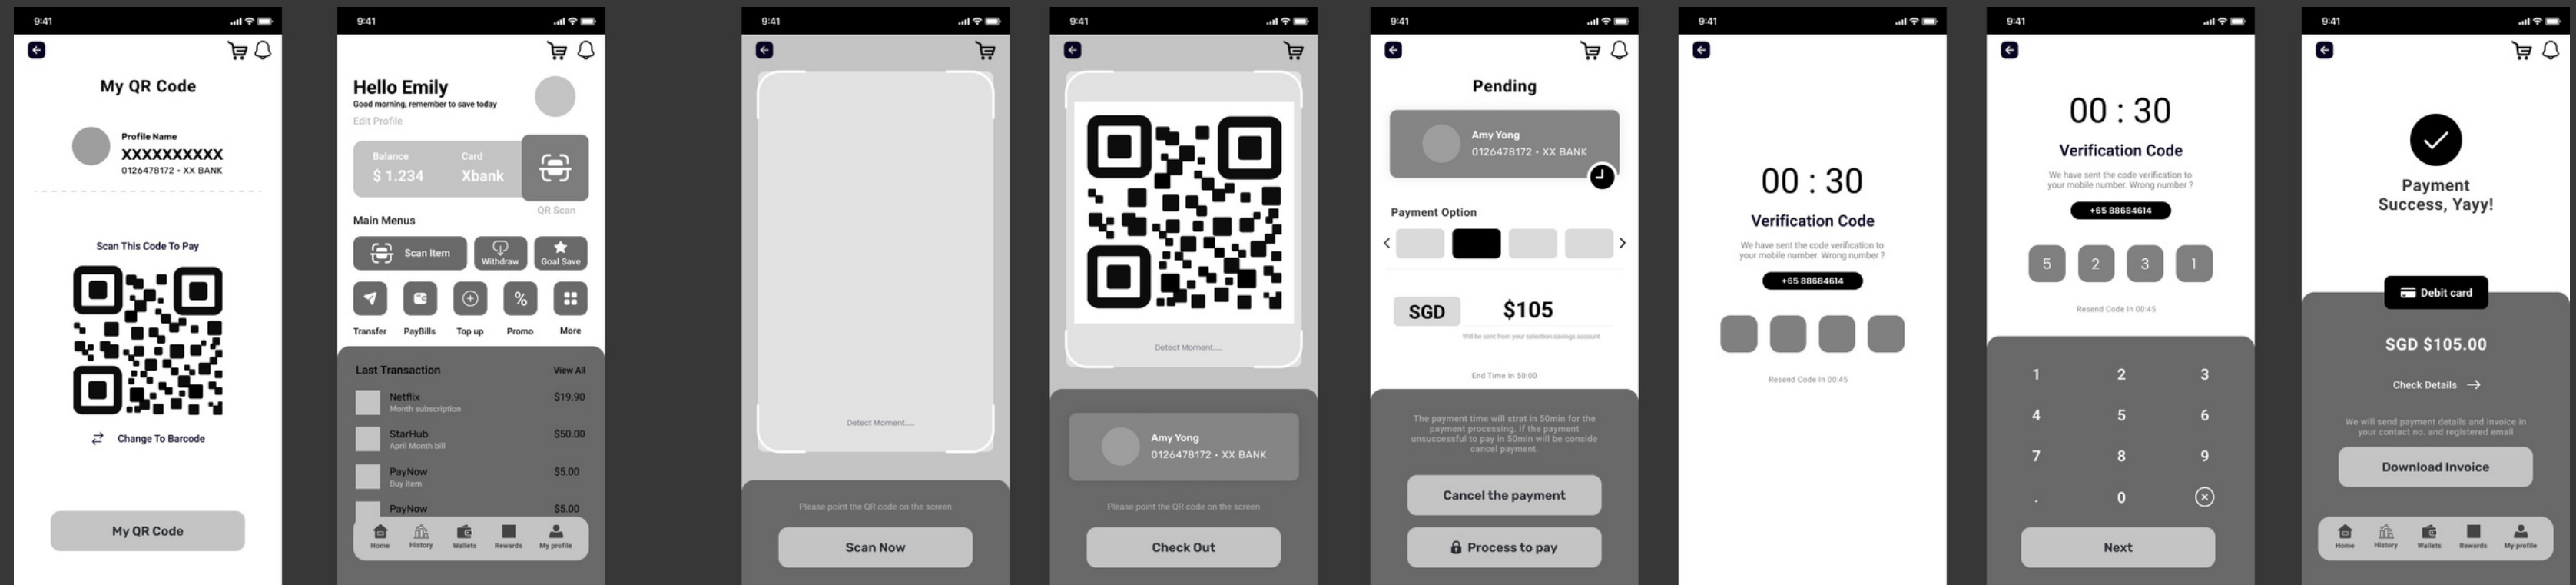 9:41
My QR Code
Profile Name
XXXXXXXXXX
0126478172 • XX BANK
Scan This Code To Pay
Change To Barcode
My QR Code
9:41
Hello Emily
Good morning, remember to save today
Edit Profile
Balance Card
$ 1.234 Xbank
QR Scan
Main Menus
Scan Item Withdraw Goal Save
Transfer PayBills Top up Promo More
Last Transaction View All
Netflix $19.90
Month subscription
StarHub $50.00
April Month bill
PayNow $5.00
Buy item
PayNow $5.00
Home History Wallets Rewards My profile
9:41
Detect Moment.....
Please point the QR code on the screen
Scan Now
9:41
Detect Moment.....
Amy Yong
0126478172 • XX BANK
Please point the QR code on the screen
Check Out
9:41
Pending
Amy Yong
0126478172 • XX BANK
Payment Option
SGD $105
Will be sent from your selection savings account
End Time In 50:00
The payment time will strat in 50min for the
payment processing. If the payment
unsuccessful to pay in 50min will be conside
cancel payment.
Cancel the payment
Process to pay
9:41
00 : 30
Verification Code
We have sent the code verification to
your mobile number. Wrong number ?
+65 88684614
Resend Code In 00:45
9:41
00 : 30
Verification Code
We have sent the code verification to
your mobile number. Wrong number ?
+65 88684614
5 2 3 1
Resend Code In 00:45
1 2 3
4 5 6
7 8 9
. 0
Next
9:41
Payment
Success, Yayy!
Debit card
SGD $105.00
Check Details
We will send payment details and invoice in
your contact no. and registered email
Download Invoice
Home History Wallets Rewards My profile